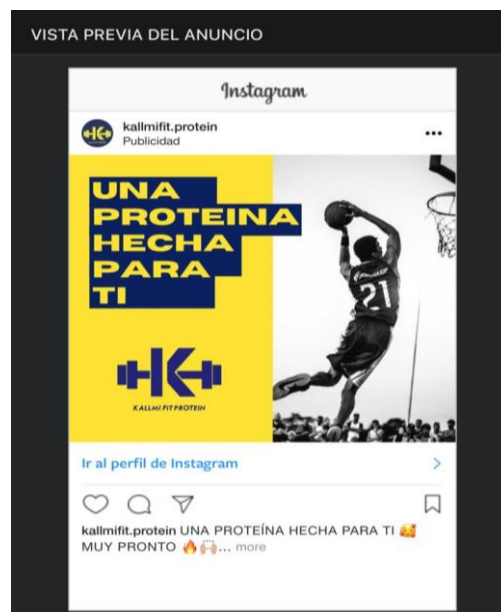 VISTA PREVIA DEL ANUNCIO
Instagram
kallmifit.protein
Publicidad
UNA
PROTEINA
HECHA
PARA
TI
21
KALLMI FIT PROTEIN
Ir al perfil de Instagram
kallmifit.protein UNA PROTEÍNA HECHA PARA TI 🥰
MUY PRONTO 🔥🙌🏼... more